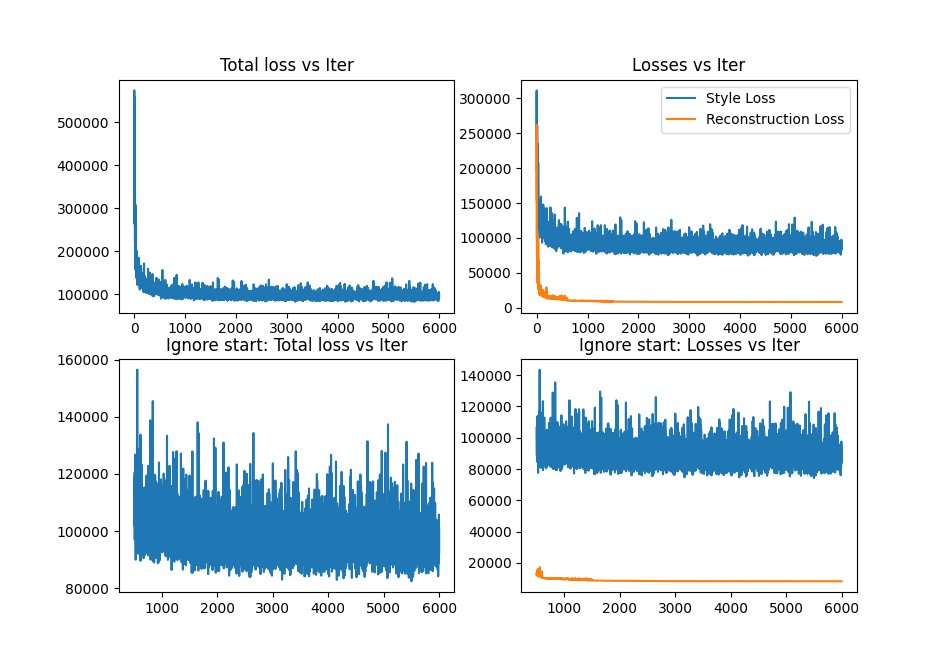 Total loss vs Iter
500000
400000
300000
200000
100000
0 1000 2000 3000 4000 5000 6000
Losses vs Iter
Style Loss
Reconstruction Loss
300000
250000
200000
150000
100000
50000
0
0 1000 2000 3000 4000 5000 6000
Ignore start: Total loss vs Iter
160000
140000
120000
100000
80000
1000 2000 3000 4000 5000 6000
Ignore start: Losses vs Iter
140000
120000
100000
80000
60000
40000
20000
1000 2000 3000 4000 5000 6000